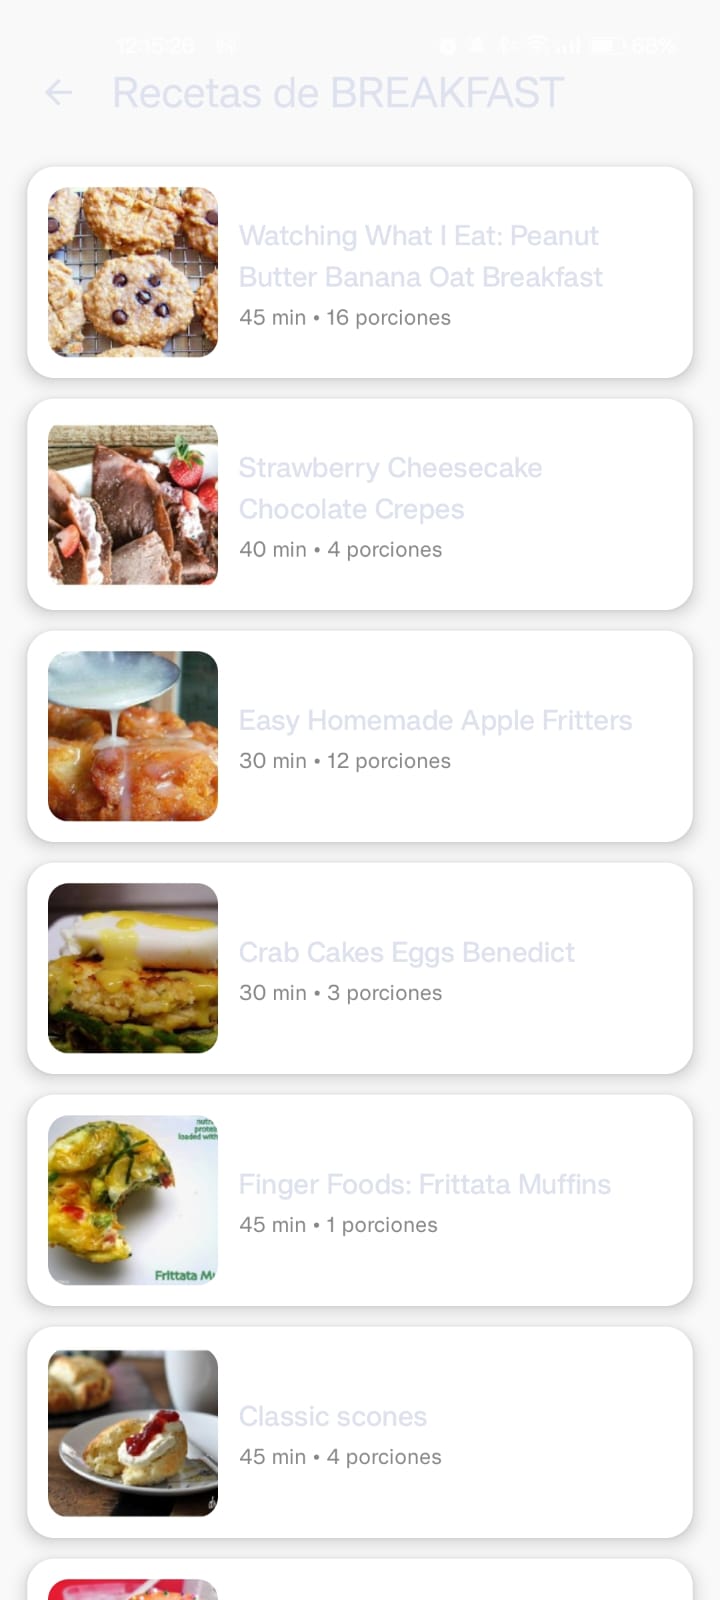 12:15:26
68%
Recetas de BREAKFAST
Watching What I Eat: Peanut
Butter Banana Oat Breakfast
45 min • 16 porciones
Strawberry Cheesecake
Chocolate Crepes
40 min • 4 porciones
Easy Homemade Apple Fritters
30 min • 12 porciones
Crab Cakes Eggs Benedict
30 min • 3 porciones
loaded with
Frittata
Finger Foods: Frittata Muffins
45 min • 1 porciones
Classic scones
45 min • 4 porciones